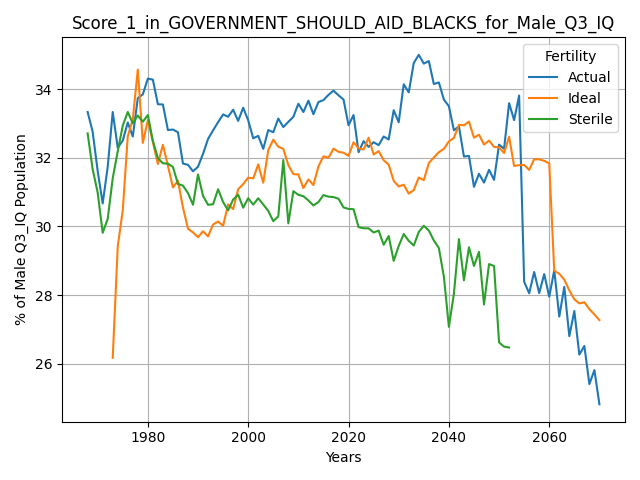 Score_1_in_GOVERNMENT_SHOULD_AID_BLACKS_for_Male_Q3_IQ
Fertility
Actual
Ideal
Sterile
% of Male Q3_IQ Population
34
32
30
28
26
1980
2000
2020
2040
2060
Years